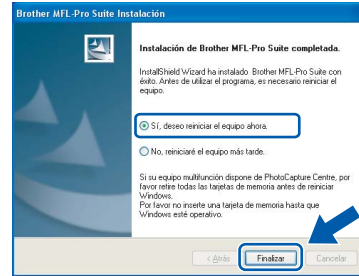 Brother MFL-Pro Suite Instalación
Instalación de Brother MFL-Pro Suite completada.
InstallShield Wizard ha instalado Brother MFL-Pro Suite con
éxito. Antes de utilizar el programa, es necesario reiniciar el
equipo.
Sí, deseo reiniciar el equipo ahora.
No, reiniciaré el equipo más tarde.
Si su equipo multifunción dispone de PhotoCapture Centre, por
favor retire todas las tarjetas de memoria antes de reiniciar
Windows.
Por favor no inserte una tarjeta de memoria hasta que
Windows esté operativo.
< Atrás
Finalizar
Cancelar